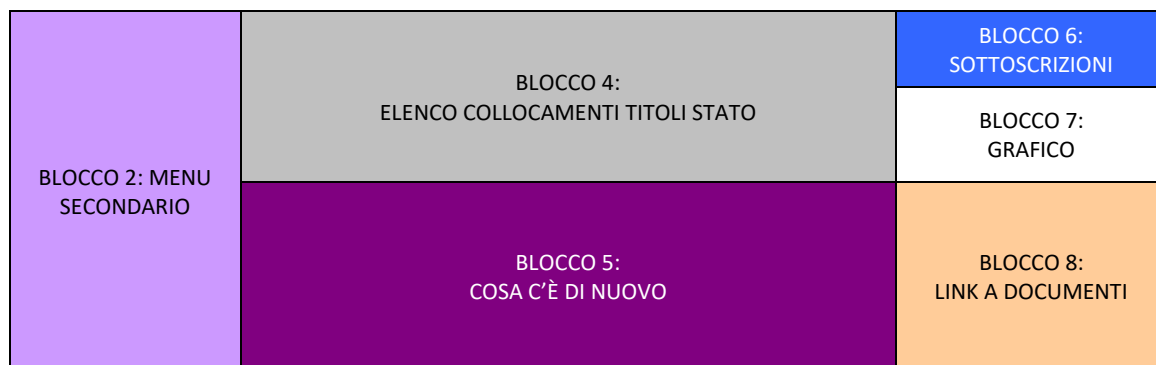 BLOCCO 2: MENU
SECONDARIO
BLOCCO 4:
ELENCO COLLOCAMENTI TITOLI STATO
BLOCCO 5:
COSA C’È DI NUOVO
BLOCCO 6:
SOTTOSCRIZIONI
BLOCCO 7:
GRAFICO
BLOCCO 8:
LINK A DOCUMENTI